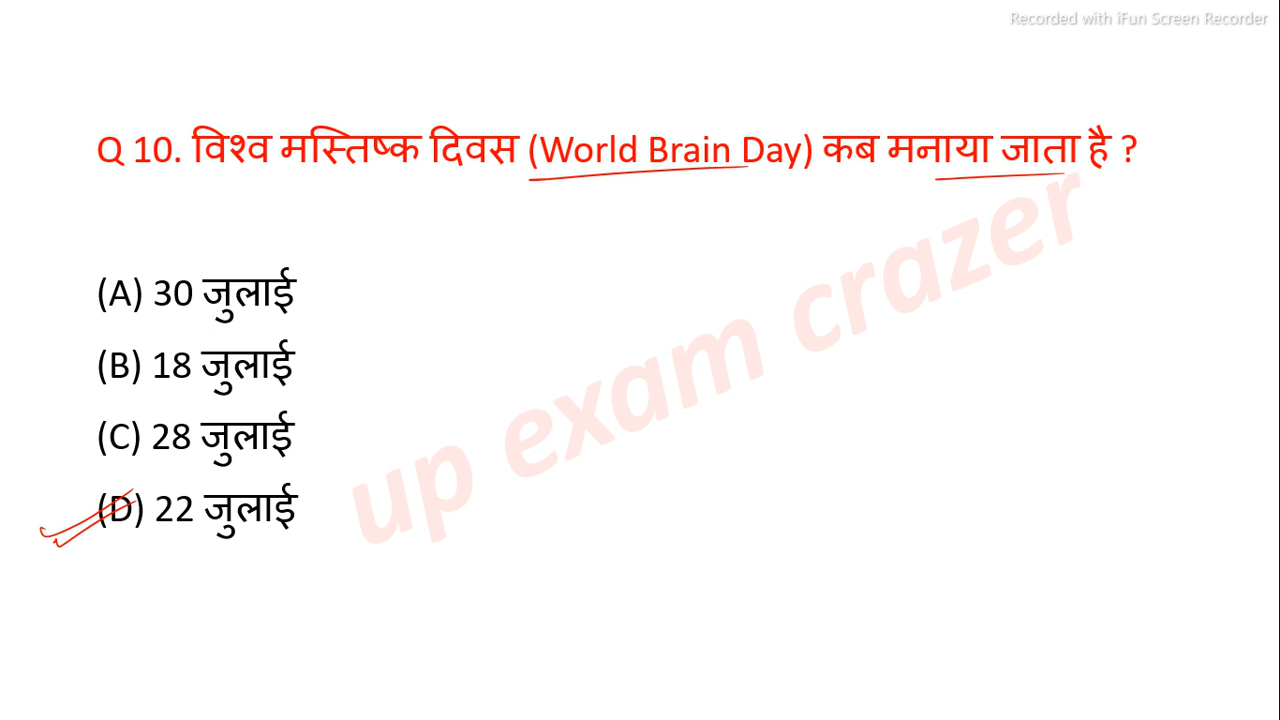 Recorded with iFun Screen Recorder
Q 10. विश्व मस्तिष्क दिवस (World Brain Day) कब मनाया जाता है ?
(A) 30 जुलाई
(B) 18 जुलाई
(C) 28 जुलाई
(D) 22 जुलाई
up exam crazer